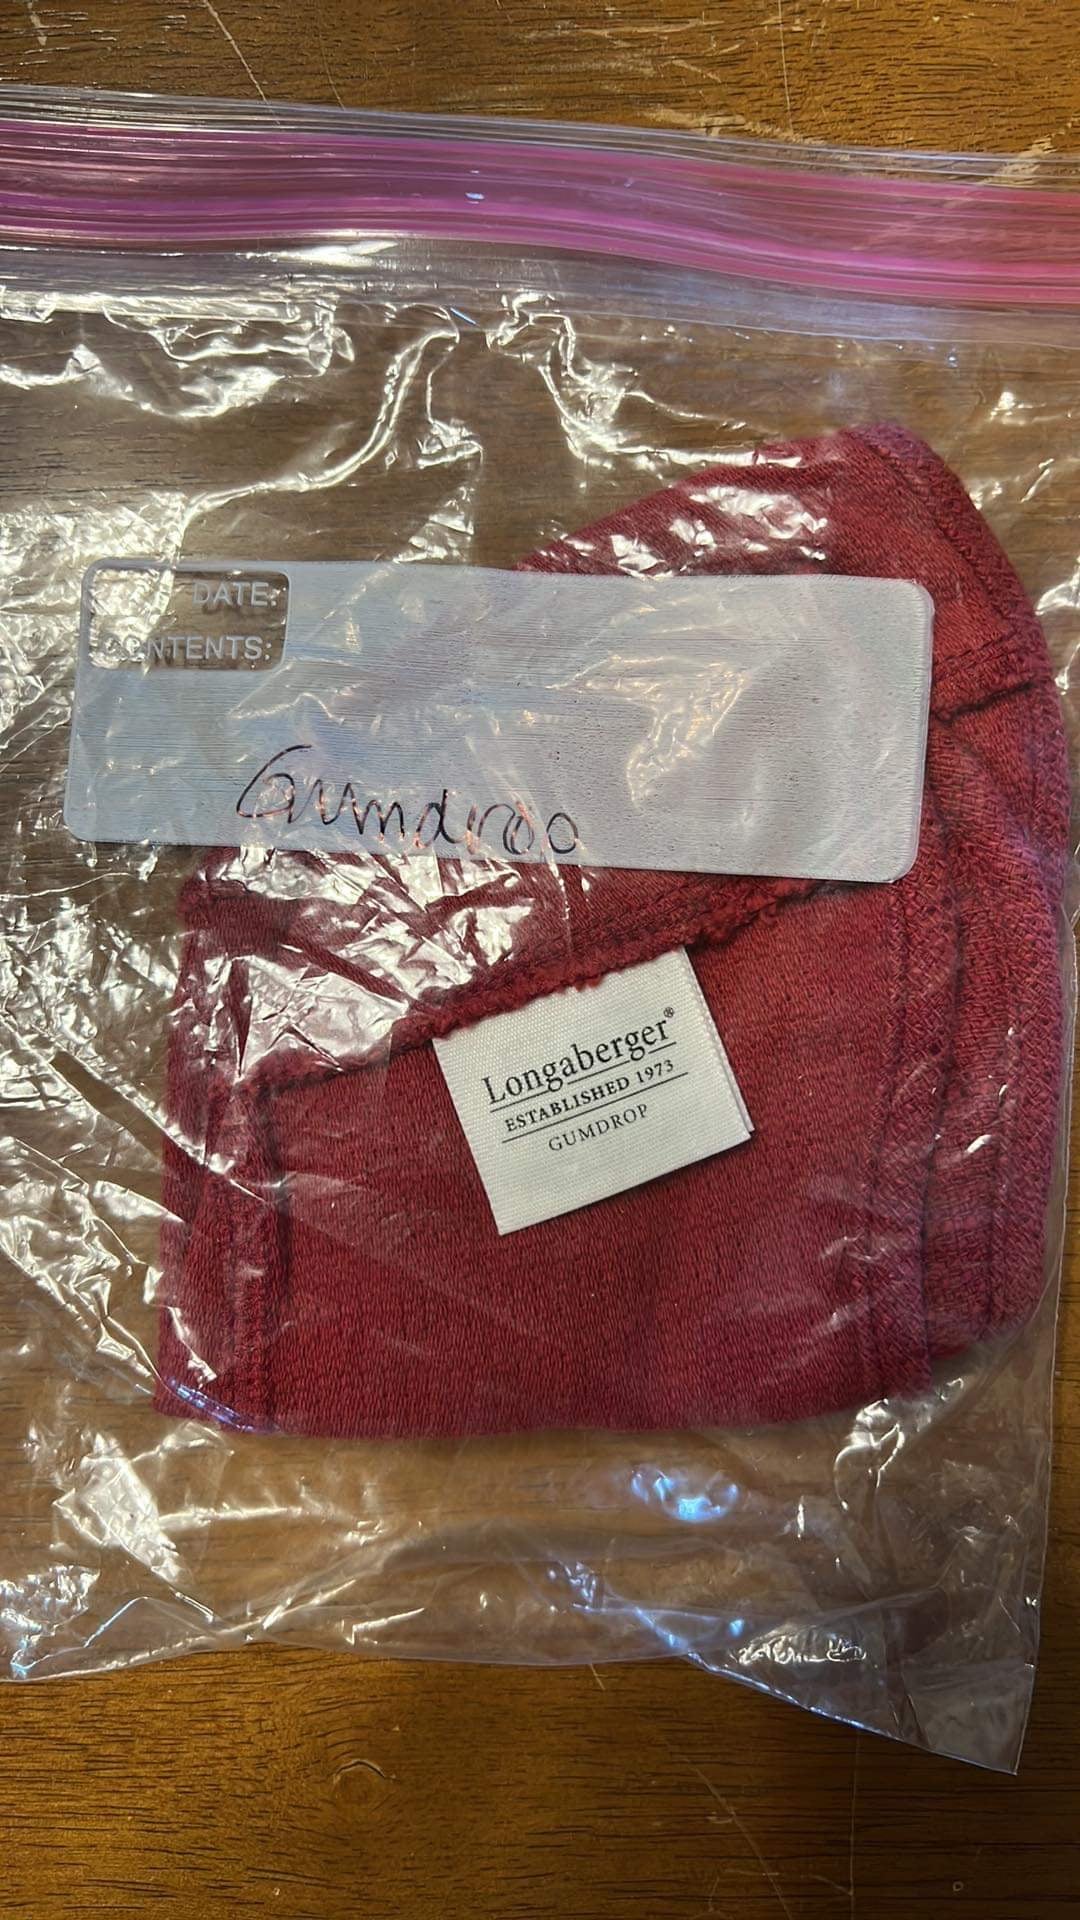 DATE:
CONTENTS:
Gumdrop
Longaberger®
ESTABLISHED 1973
GUMDROP